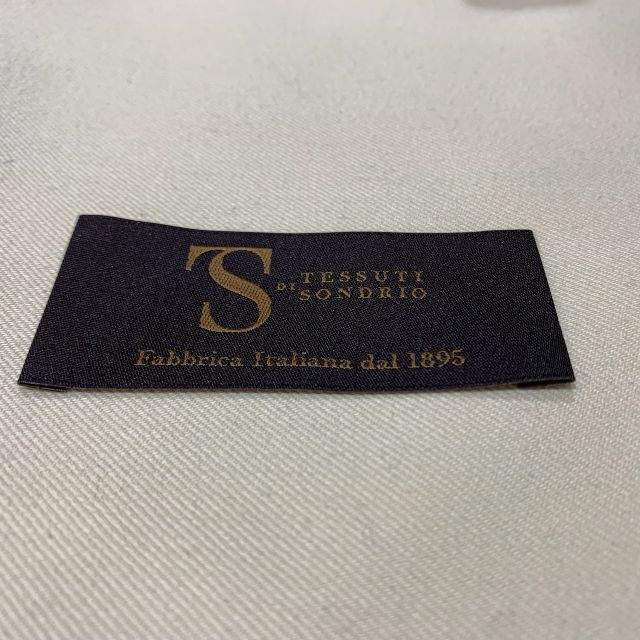 TS
TESSUTI
DI SONDRIO
Fabbrica Italiana dal 1895